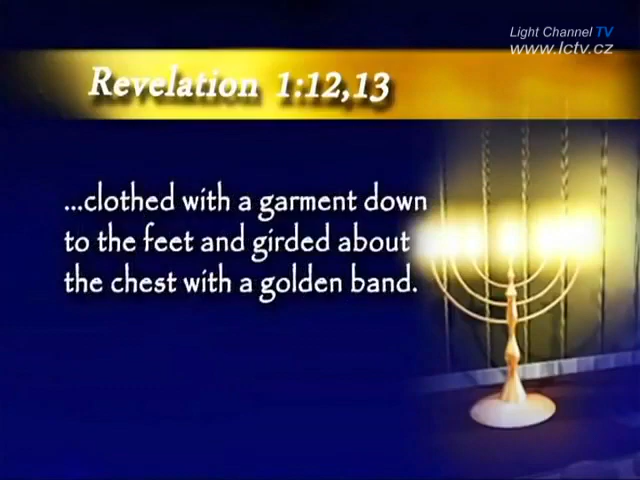 Light Channel TV
www.lctv.cz
Revelation 1:12,13
...clothed with a garment down
to the feet and girded about
the chest with a golden band.